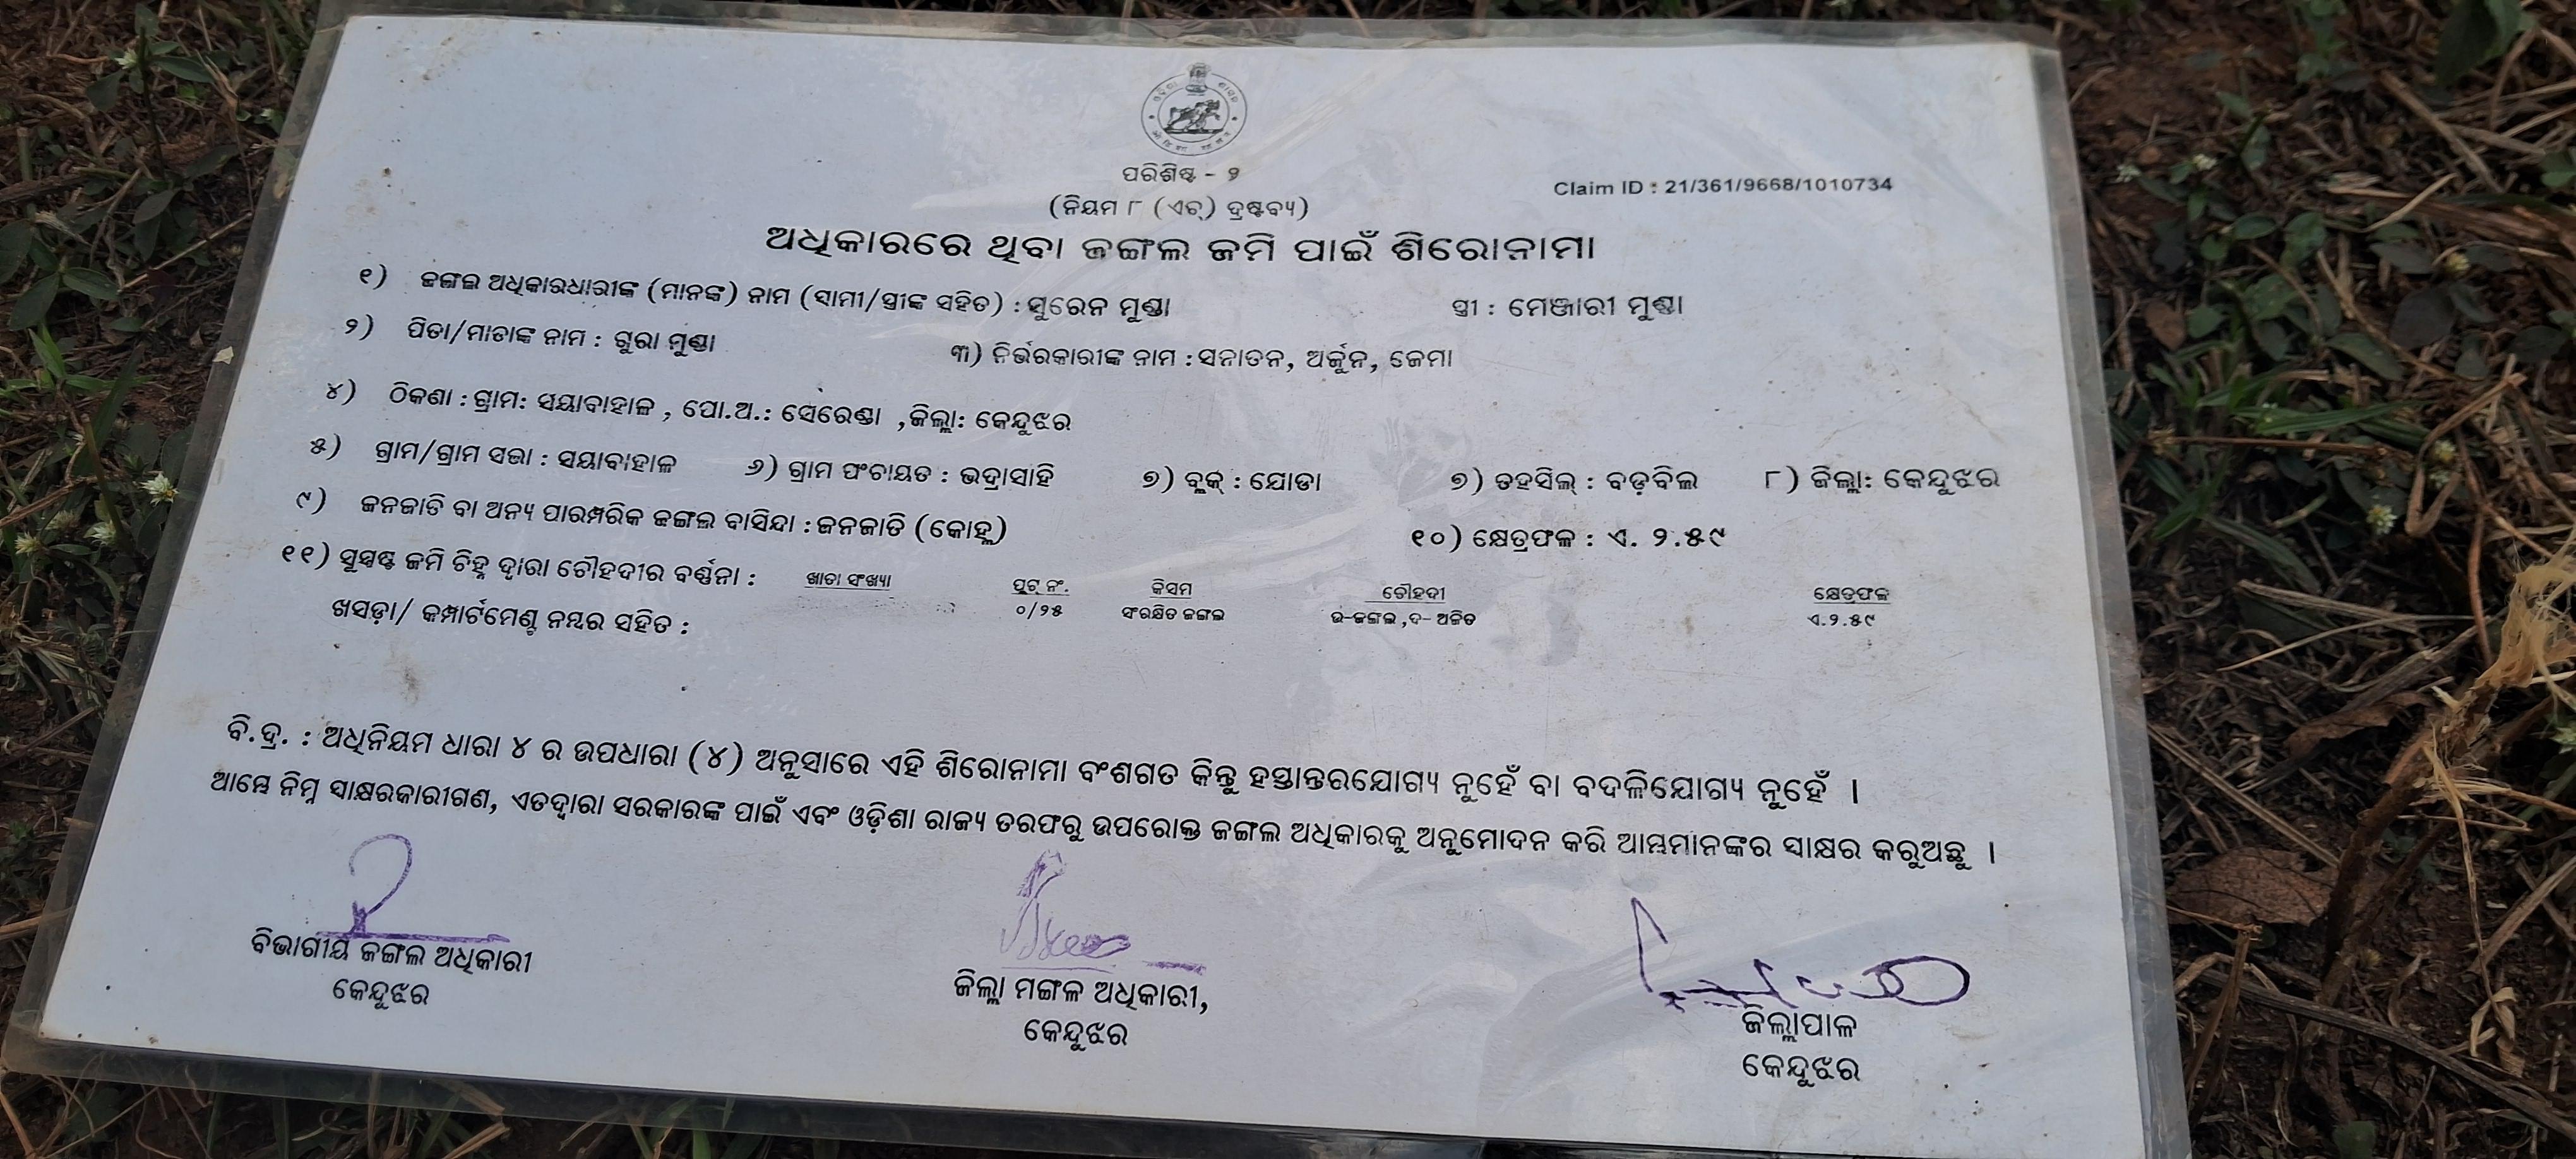 ପରିଶିଷ୍ଟ - ୨
Claim ID : 21/361/9668/1010734
(ନିୟମ ୮ (ଏଚ୍) ଦ୍ରଷ୍ଟବ୍ୟ)
ଅଧିକାରରେ ଥିବା ଜଙ୍ଗଲ ଜମି ପାଇଁ ଶିରୋନାମା
୧) ଜଙ୍ଗଲ ଅଧିକାରଧାରୀଙ୍କ (ମାନଙ୍କ) ନାମ (ସାମୀ/ସ୍ତ୍ରୀଙ୍କ ସହିତ) : ସୁରେନ ମୁଣ୍ଡା ସ୍ତ୍ରୀ : ମେଞ୍ଜାରୀ ମୁଣ୍ଡା
୨) ପିତା/ମାତାଙ୍କ ନାମ : ଗୁରା ମୁଣ୍ଡା ୩) ନିର୍ଭରକାରୀଙ୍କ ନାମ : ସନାତନ, ଅର୍ଜୁନ, ଜେମା
୪) ଠିକଣା : ଗ୍ରାମ: ସୟାବାହାଳ , ପୋ.ଅ.: ସେରେଣ୍ଡା ,ଜିଲ୍ଲା: କେନ୍ଦୁଝର
୫) ଗ୍ରାମ/ଗ୍ରାମ ସଭା : ସୟାବାହାଳ ୬) ଗ୍ରାମ ପଂଚାୟତ : ଭଦ୍ରାସାହି ୭) ବ୍ଲକ୍ : ଯୋଡା ୭) ତହସିଲ୍ : ବଡ଼ବିଲ ୮) ଜିଲ୍ଲା: କେନ୍ଦୁଝର
୯) ଜନଜାତି ବା ଅନ୍ୟ ପାରମ୍ପରିକ ଜଙ୍ଗଲ ବାସିନ୍ଦା : ଜନଜାତି (କୋହ୍ଲ) ୧୦) କ୍ଷେତ୍ରଫଳ : ଏ. ୨.୫୯
୧୧) ସୁସ୍ପଷ୍ଟ ଜମି ଚିହ୍ନ ଦ୍ୱାରା ଚୌହଦୀର ବର୍ଣ୍ଣନା : ଖାତା ସଂଖ୍ୟା ପ୍ଲଟ୍ ନଂ. କିସମ ଚୌହଦୀ କ୍ଷେତ୍ରଫଳ
ଖସଡ଼ା/ କମ୍ପାର୍ଟମେଣ୍ଟ ନମ୍ବର ସହିତ : ୦/୨୫ ସଂରକ୍ଷିତ ଜଙ୍ଗଲ ଉ-ଜଙ୍ଗଲ ,ଦ- ଅଜିତ ଏ.୨.୫୯
ବି.ଦ୍ର. : ଅଧିନିୟମ ଧାରା ୪ ର ଉପଧାରା (୪) ଅନୁସାରେ ଏହି ଶିରୋନାମା ବଂଶଗତ କିନ୍ତୁ ହସ୍ତାନ୍ତରଯୋଗ୍ୟ ନୁହେଁ ବା ବଦଳିଯୋଗ୍ୟ ନୁହେଁ ।
ଆମ୍ଭେ ନିମ୍ନ ସାକ୍ଷରକାରୀଗଣ, ଏତଦ୍ଵାରା ସରକାରଙ୍କ ପାଇଁ ଏବଂ ଓଡ଼ିଶା ରାଜ୍ୟ ତରଫରୁ ଉପରୋକ୍ତ ଜଙ୍ଗଲ ଅଧିକାରକୁ ଅନୁମୋଦନ କରି ଆମ୍ଭମାନଙ୍କର ସାକ୍ଷର କରୁଅଛୁ ।
ବିଭାଗୀୟ ଜଙ୍ଗଲ ଅଧିକାରୀ
କେନ୍ଦୁଝର
ଜିଲ୍ଲା ମଙ୍ଗଳ ଅଧିକାରୀ,
କେନ୍ଦୁଝର
ଜିଲ୍ଲାପାଳ
କେନ୍ଦୁଝର